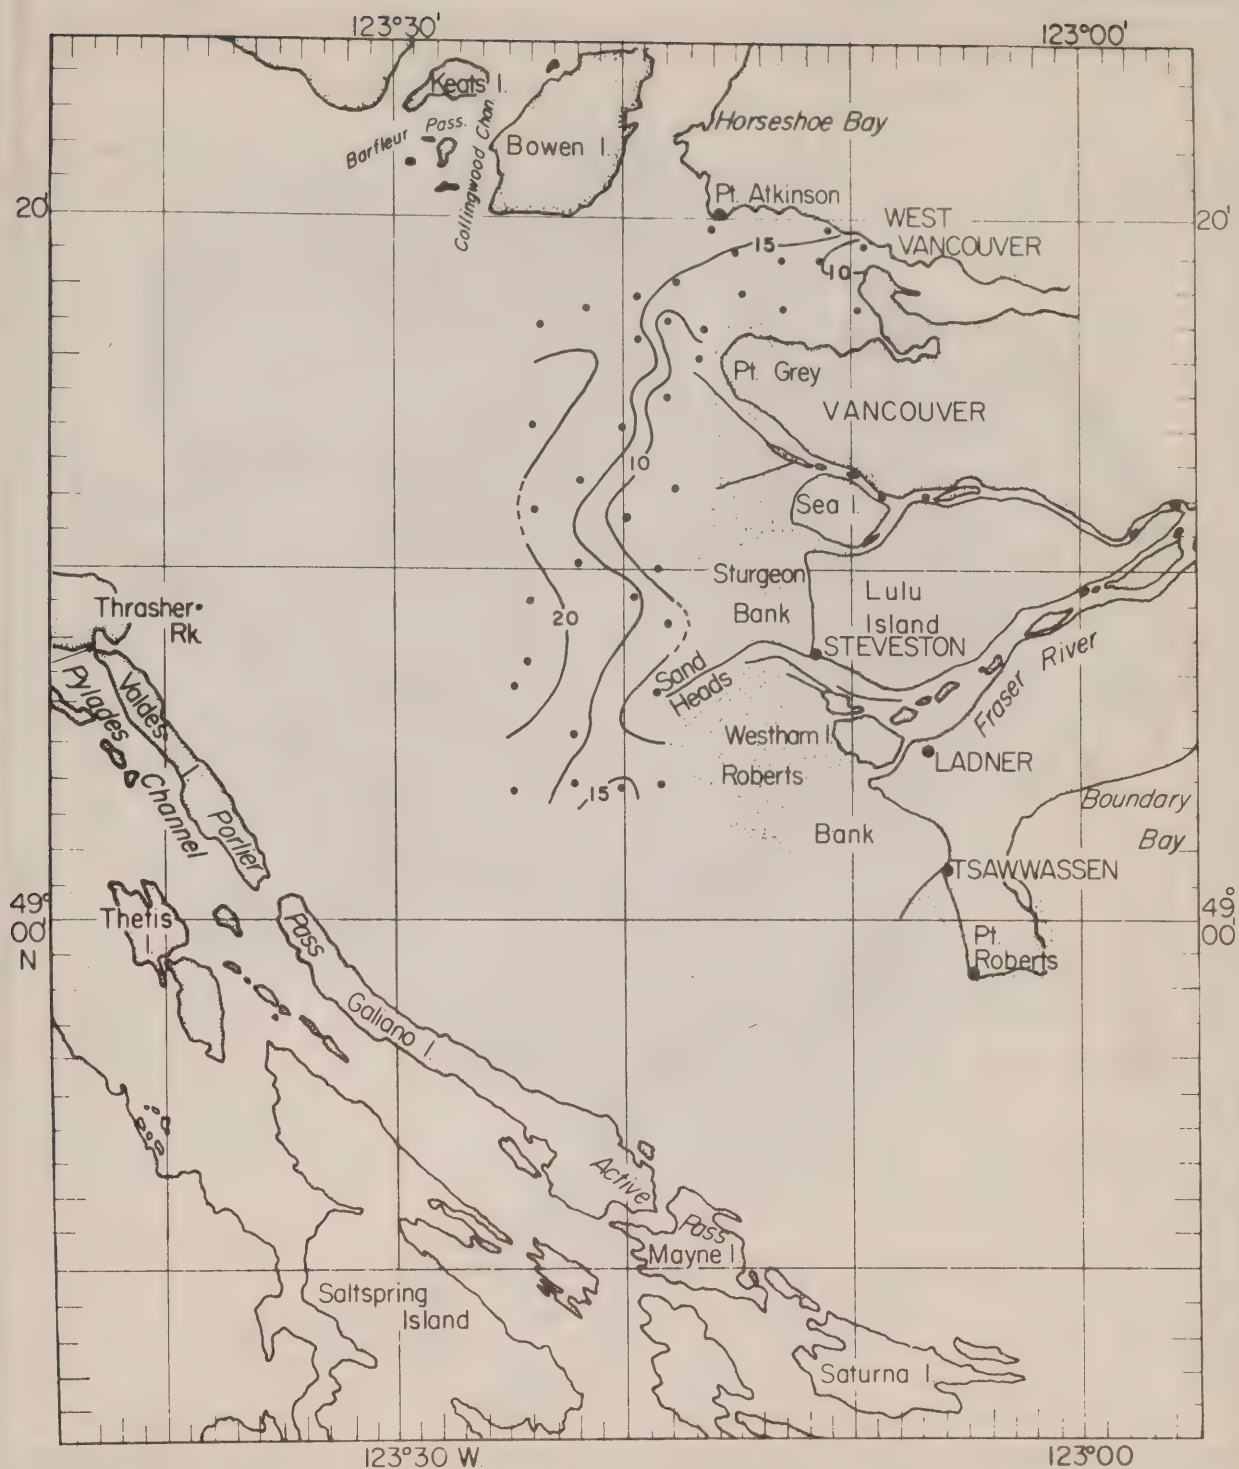 123°30'
123°00'
Keats I.
Barfleur Pass.
Collingwood Chan.
Bowen I.
Horseshoe Bay
Pt. Atkinson
20'
WEST
VANCOUVER
20'
15
10
Pt. Grey
VANCOUVER
10
Sea I.
Sturgeon
Bank
Lulu
Island
Thrasher
Rk.
20
STEVESTON
Sand
Heads
Fraser River
Pylades Channel
Valdes
Westham I.
LADNER
Roberts
Bank
15
Boundary
Bay
Porlier
Pass
TSAWWASSEN
49°
00'
N
Thetis
I.
49°
00'
Pt.
Roberts
Galiano I.
Active
Pass
Mayne I.
Saltspring
Island
Saturna I.
123°30 W.
123°00